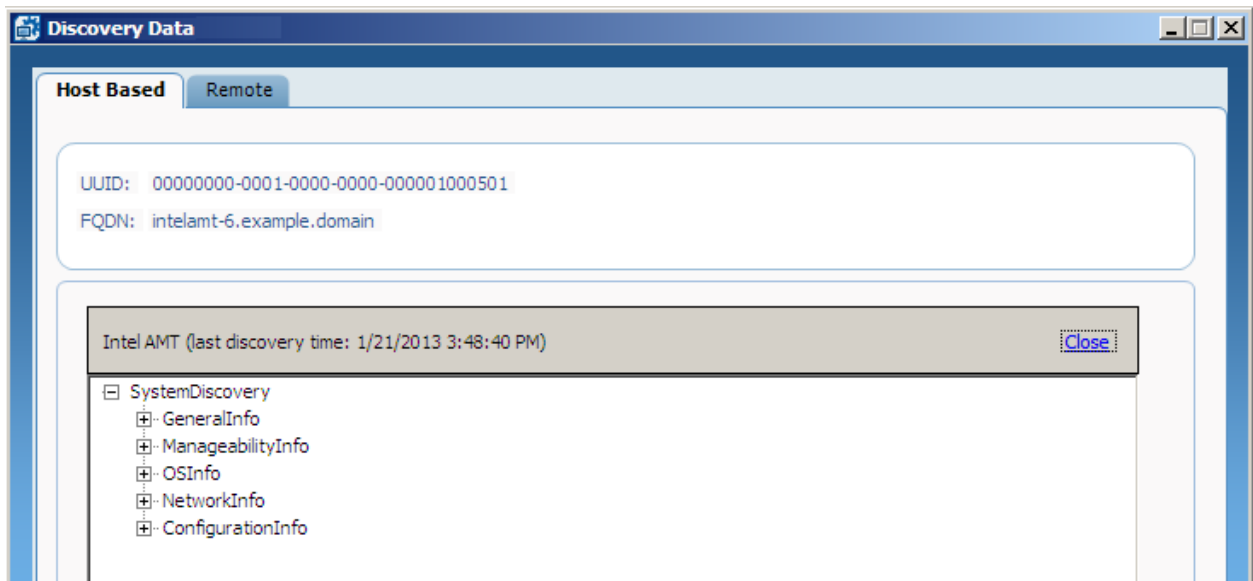 Discovery Data
Host Based Remote
UUID: 00000000-0001-0000-0000-000001000501
FQDN: intelamt-6.example.domain
Intel AMT (last discovery time: 1/21/2013 3:48:40 PM) Close
SystemDiscovery
GeneralInfo
ManageabilityInfo
OSInfo
NetworkInfo
ConfigurationInfo